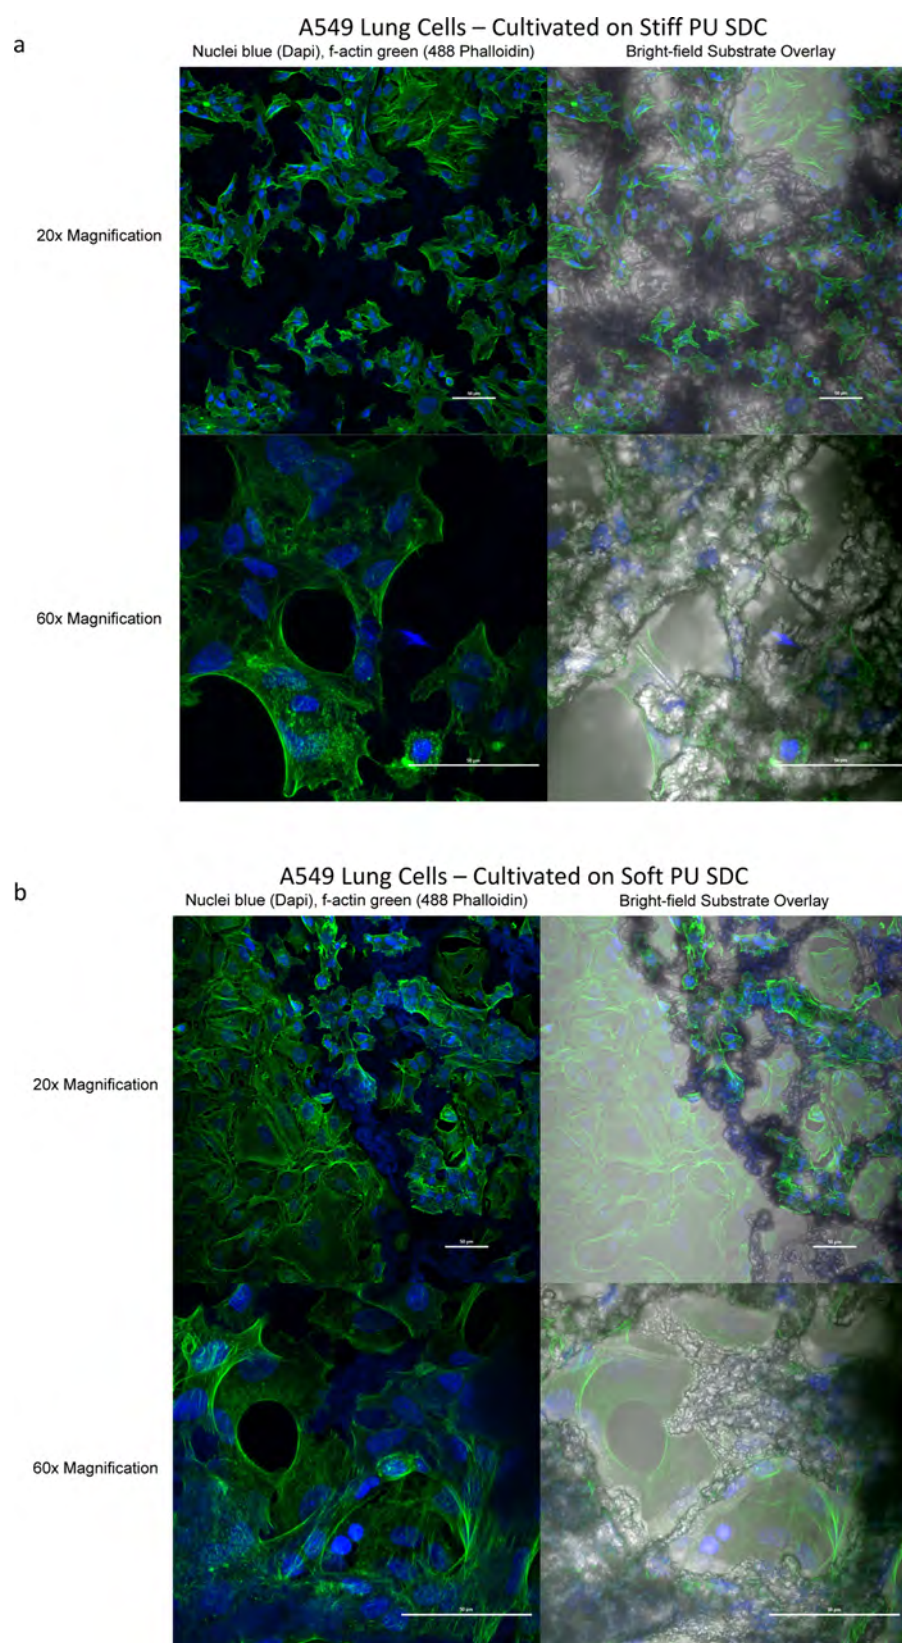 a
A549 Lung Cells – Cultivated on Stiff PU SDC
Nuclei blue (Dapi), f-actin green (488 Phalloidin)
Bright-field Substrate Overlay
20x Magnification
60x Magnification
b
A549 Lung Cells – Cultivated on Soft PU SDC
Nuclei blue (Dapi), f-actin green (488 Phalloidin)
Bright-field Substrate Overlay
20x Magnification
60x Magnification